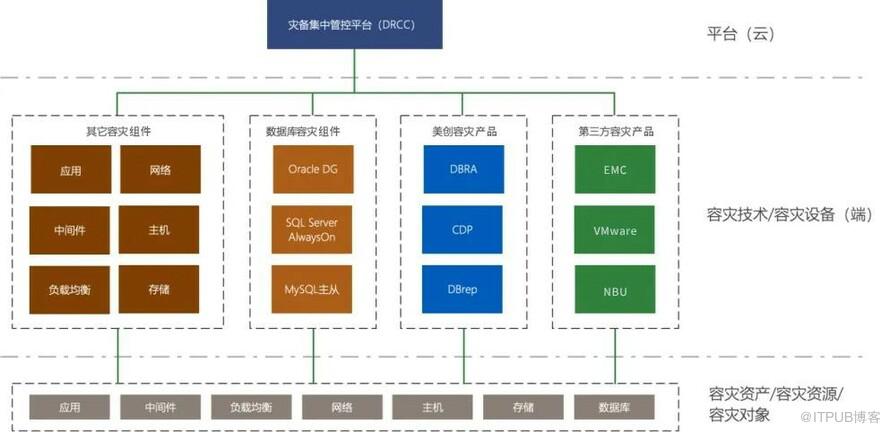 灾备集中管控平台（DRCC）
平台（云）
其它容灾组件
数据库容灾组件
美创容灾产品
第三方容灾产品
应用
网络
Oracle DG
DBRA
EMC
中间件
主机
SQL Server
AlwaysOn
CDP
VMware
容灾技术/容灾设备（端）
负载均衡
存储
MySQL主从
DBrep
NBU
应用
中间件
负载均衡
网络
主机
存储
数据库
容灾资产/容灾资源/
容灾对象
@ITPUB博客